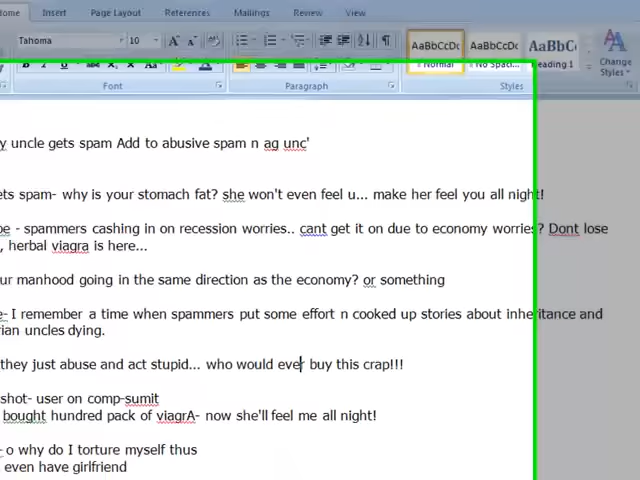 Home Insert Page Layout References Mailings Review View
Tahoma 10
AaBbCcDc AaBbCcDc AaBbC
Normal No Spaci... Heading 1 Change Styles
Font Paragraph Styles
y uncle gets spam Add to abusive spam n ag unc'
ets spam- why is your stomach fat? she won't even feel u... make her feel you all night!
pe - spammers cashing in on recession worries.. cant get it on due to economy worries? Dont lose
, herbal viagra is here...
ur manhood going in the same direction as the economy? or something
e- I remember a time when spammers put some effort n cooked up stories about inheritance and
rian uncles dying.
they just abuse and act stupid... who would ever buy this crap!!!
shot- user on comp-sumit
bought hundred pack of viagrA- now she'll feel me all night!
- o why do I torture myself thus
even have girlfriend